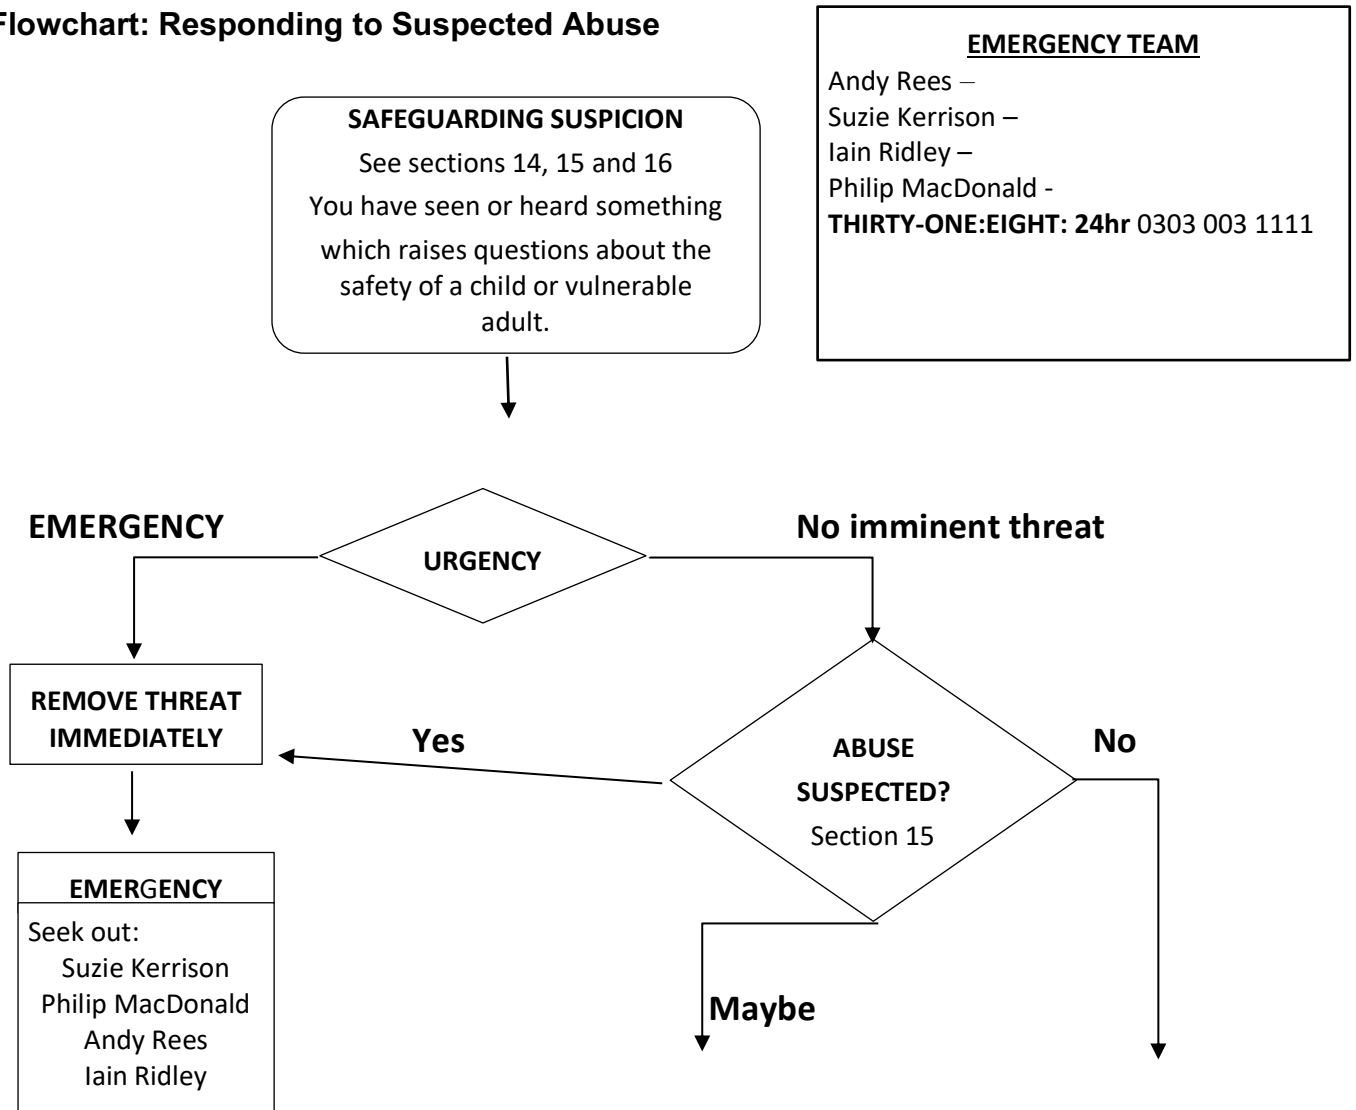 Flowchart: Responding to Suspected Abuse
EMERGENCY TEAM
Andy Rees –
Suzie Kerrison –
Iain Ridley –
Philip MacDonald -
THIRTY-ONE:EIGHT: 24hr 0303 003 1111
SAFEGUARDING SUSPICION
See sections 14, 15 and 16
You have seen or heard something
which raises questions about the
safety of a child or vulnerable
adult.
EMERGENCY
URGENCY
No imminent threat
REMOVE THREAT
IMMEDIATELY
Yes
ABUSE
SUSPECTED?
Section 15
No
EMERGENCY
Seek out:
Suzie Kerrison
Philip MacDonald
Andy Rees
Iain Ridley
Maybe